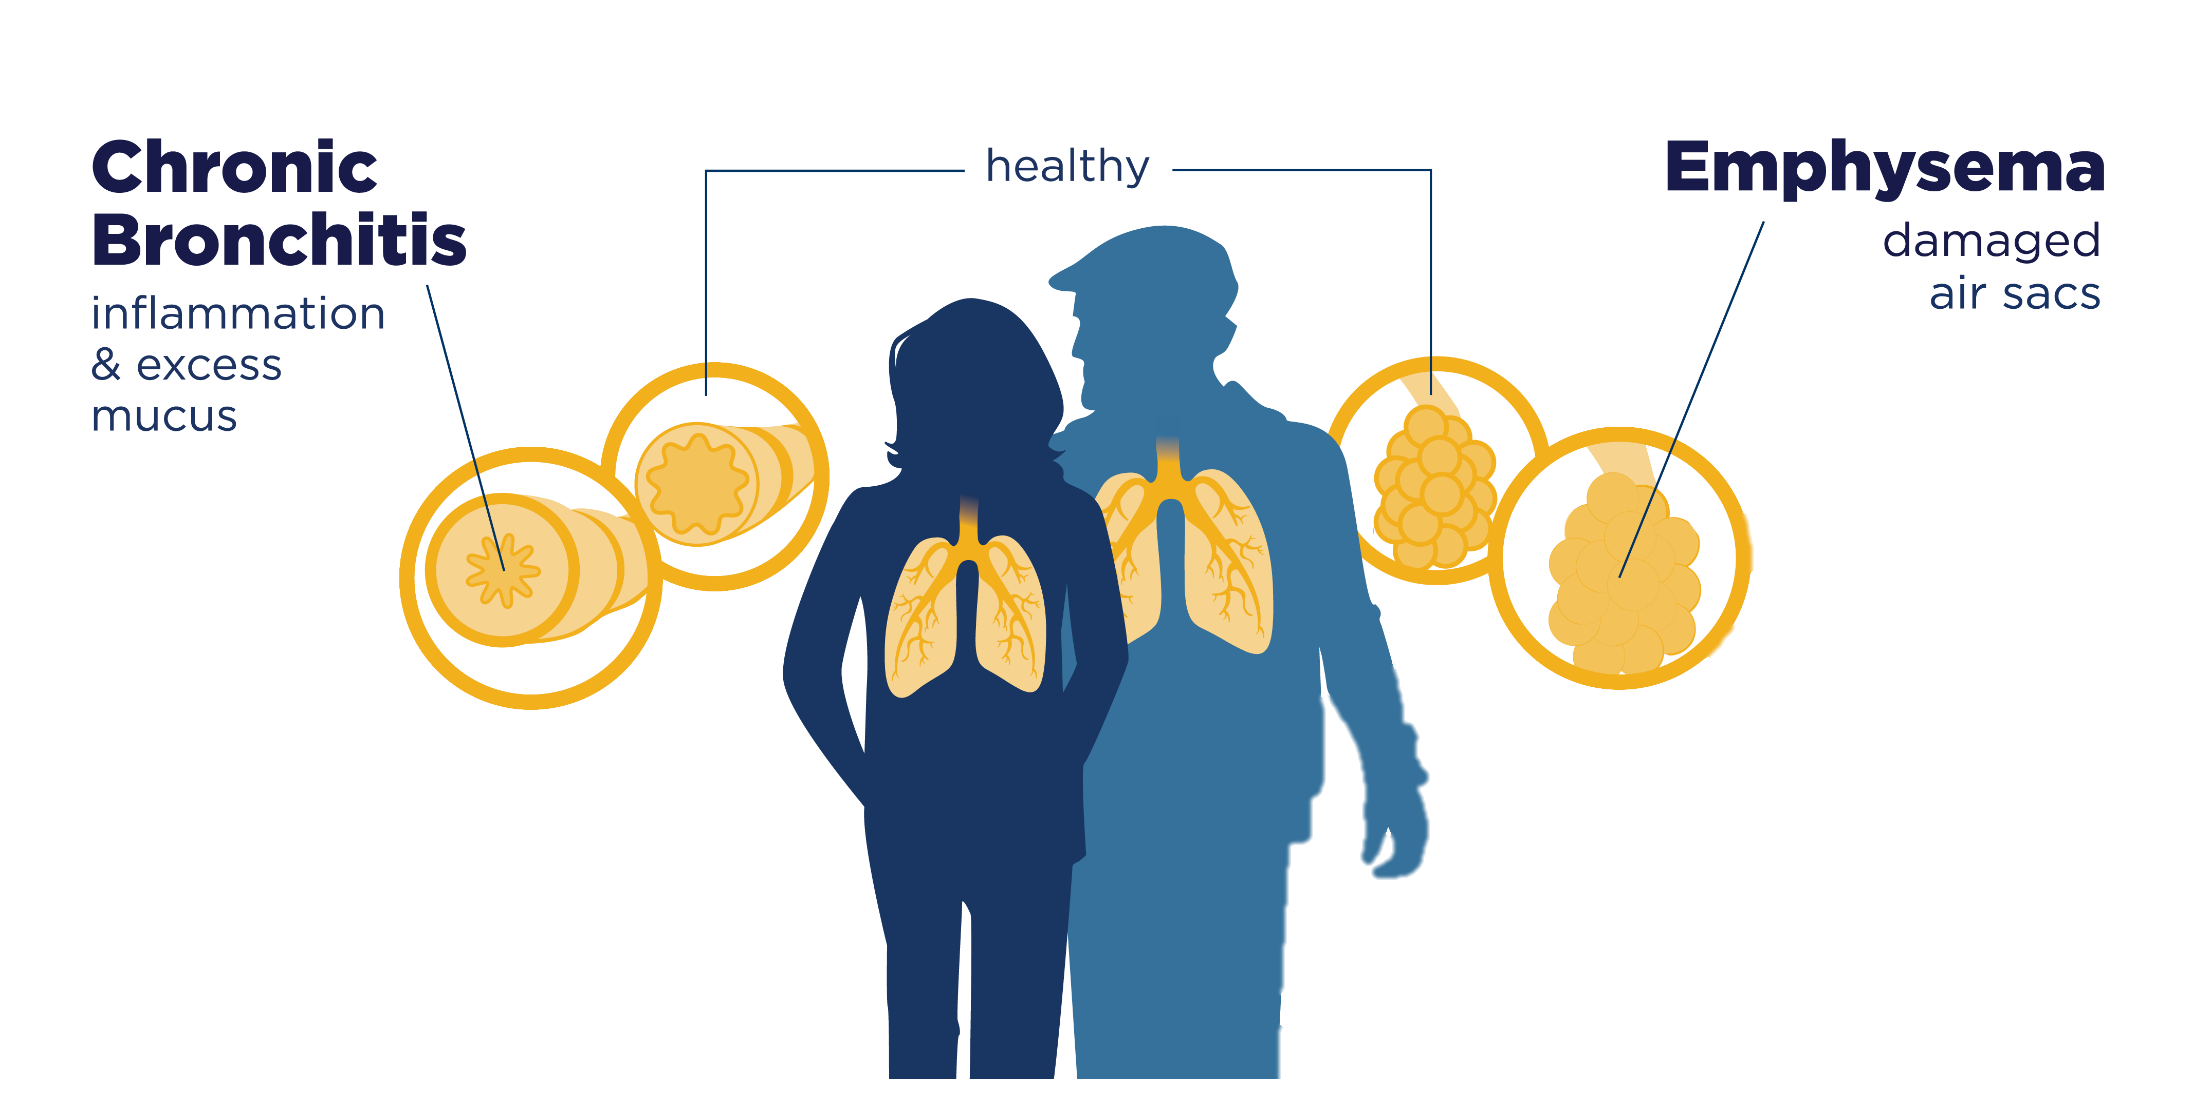 Chronic
Bronchitis
inflammation
& excess
mucus
healthy
Emphysema
damaged
air sacs